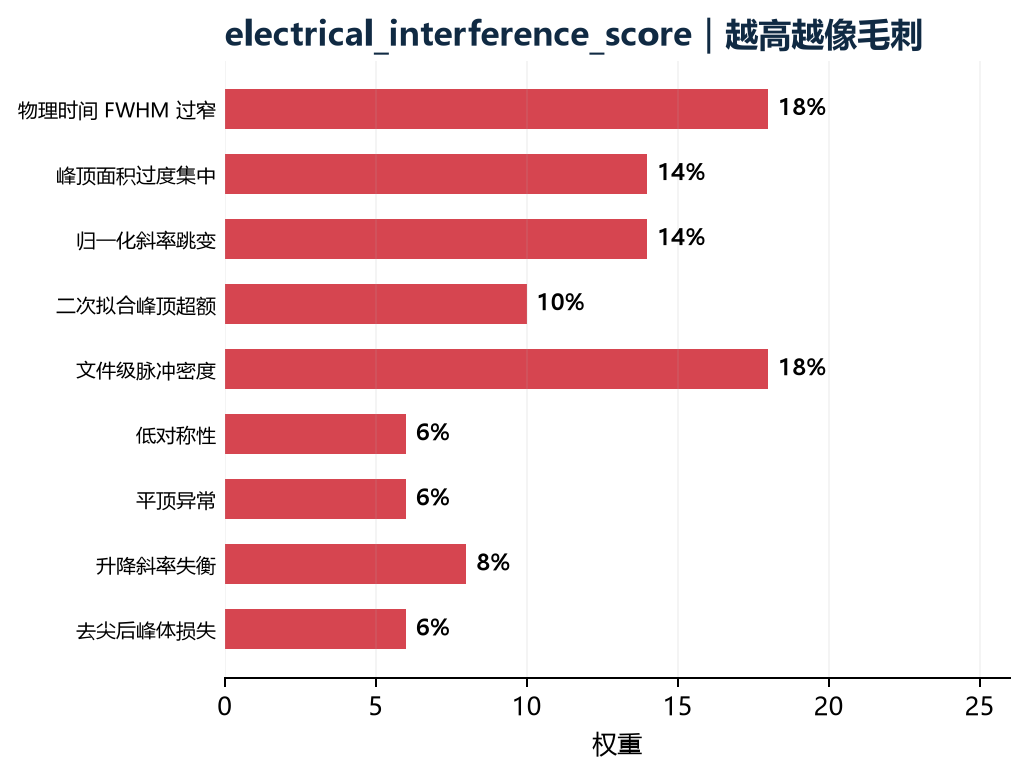 electrical_interference_score｜越高越像毛刺
物理时间 FWHM 过窄
18%
峰顶面积过度集中
14%
归一化斜率跳变
14%
二次拟合峰顶超额
10%
文件级脉冲密度
18%
低对称性
6%
平顶异常
6%
升降斜率失衡
8%
去尖后峰体损失
6%
0 5 10 15 20 25
权重